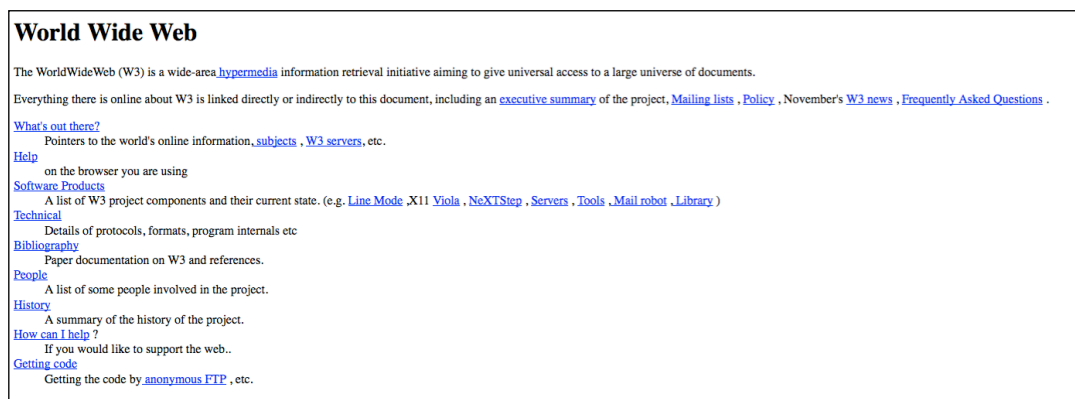 World Wide Web
The WorldWideWeb (W3) is a wide-area hypermedia information retrieval initiative aiming to give universal access to a large universe of documents.
Everything there is online about W3 is linked directly or indirectly to this document, including an executive summary of the project, Mailing lists , Policy , November's W3 news , Frequently Asked Questions .
What's out there?
Pointers to the world's online information, subjects , W3 servers, etc.
Help
on the browser you are using
Software Products
A list of W3 project components and their current state. (e.g. Line Mode ,X11 Viola , NeXTStep , Servers , Tools , Mail robot , Library )
Technical
Details of protocols, formats, program internals etc
Bibliography
Paper documentation on W3 and references.
People
A list of some people involved in the project.
History
A summary of the history of the project.
How can I help ?
If you would like to support the web..
Getting code
Getting the code by anonymous FTP , etc.